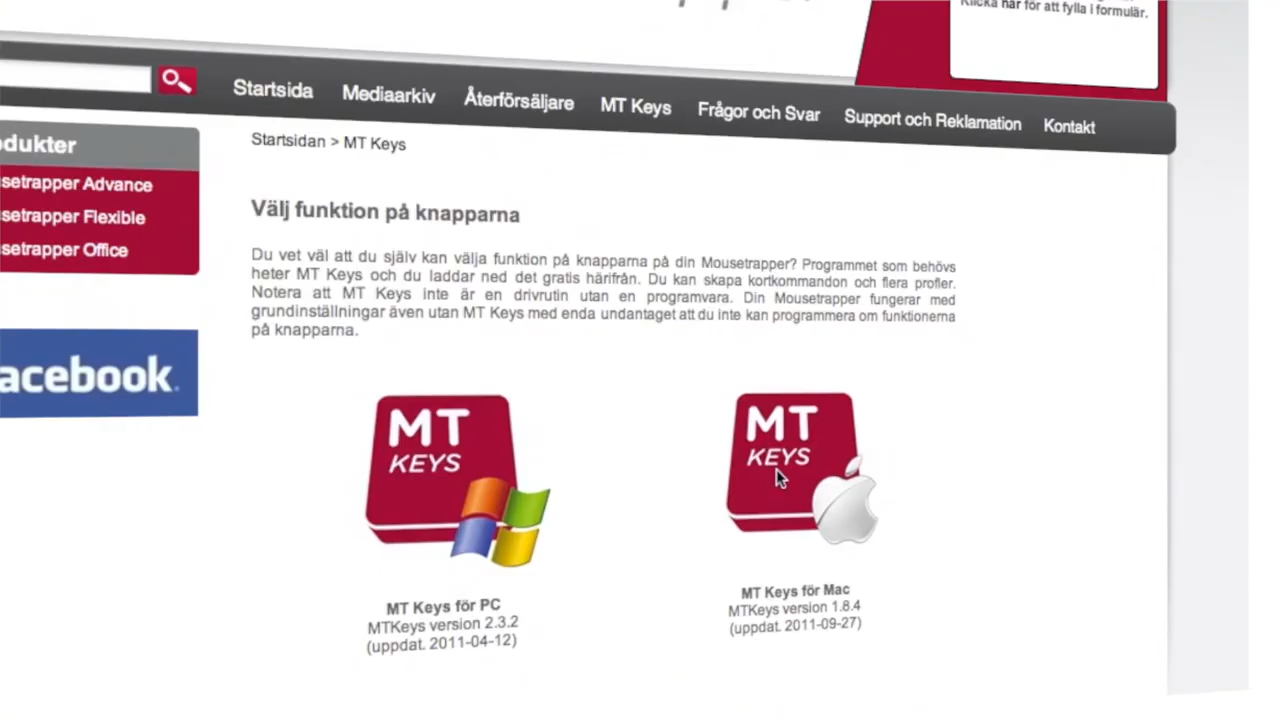 Klicka här för att fylla i formulär.
Startsida Mediaarkiv Återförsäljare MT Keys Frågor och Svar Support och Reklamation Kontakt
Startsidan > MT Keys
dukter
setrapper Advance
setrapper Flexible
setrapper Office
acebook.
Välj funktion på knapparna
Du vet väl att du själv kan välja funktion på knapparna på din Mousetrapper? Programmet som behövs
heter MT Keys och du laddar ned det gratis härifrån. Du kan skapa kortkommandon och flera profler.
Notera att MT Keys inte är en drivrutin utan en programvara. Din Mousetrapper fungerar med
grundinställningar även utan MT Keys med enda undantaget att du inte kan programmera om funktionerna
på knapparna.
MT
KEYS
MT
KEYS
MT Keys för PC
MTKeys version 2.3.2
(uppdat. 2011-04-12)
MT Keys för Mac
MTKeys version 1.8.4
(uppdat. 2011-09-27)